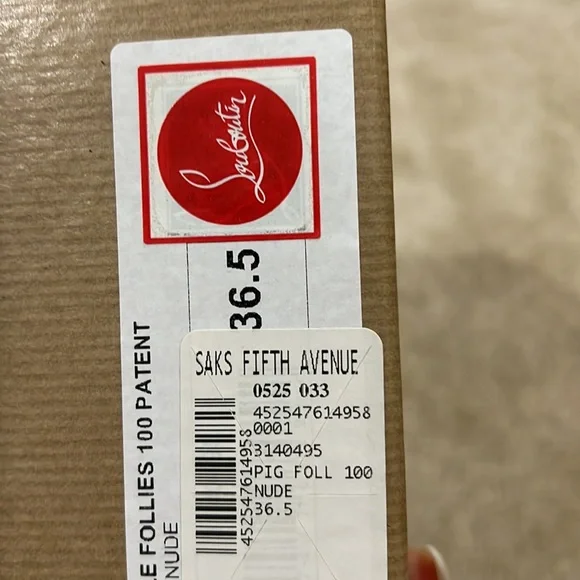 Louboutin
36.5
E FOLLIES 100 PATENT
NUDE
SAKS FIFTH AVENUE
0525 033
452547614958
0001
3140495
PIG FOLL 100
NUDE
36.5
452547614958